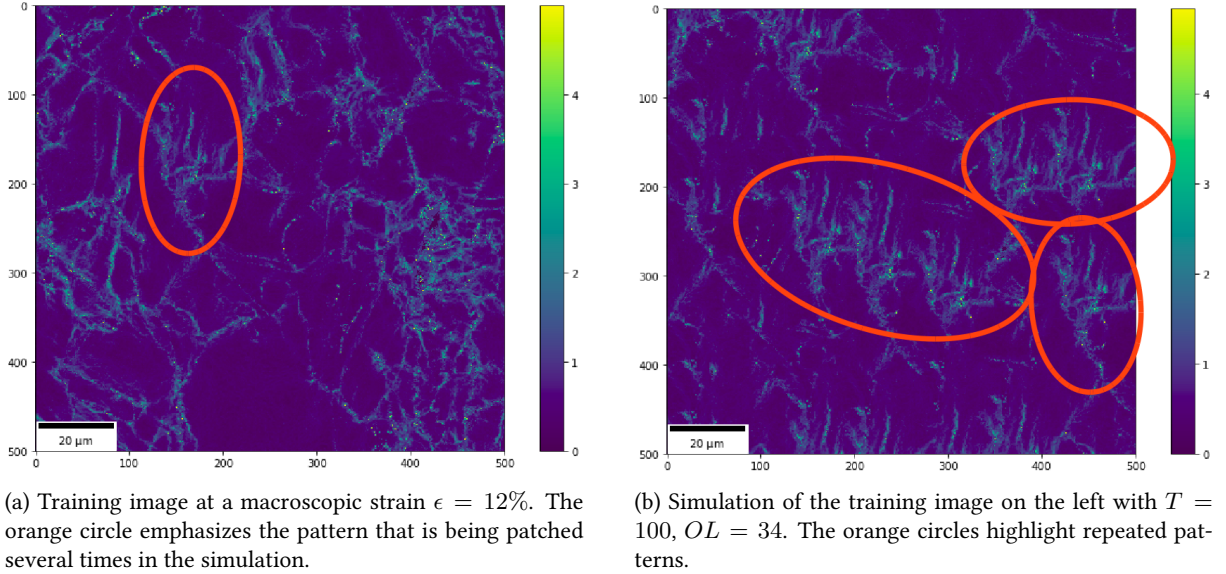 0
100
200
300
400
500
0 100 200 300 400 500
20 µm
4
3
2
1
0
0
100
200
300
400
500
0 100 200 300 400 500
20 µm
4
3
2
1
0
(a) Training image at a macroscopic strain ϵ = 12%. The
orange circle emphasizes the pattern that is being patched
several times in the simulation.
(b) Simulation of the training image on the left with T =
100, OL = 34. The orange circles highlight repeated pat-
terns.